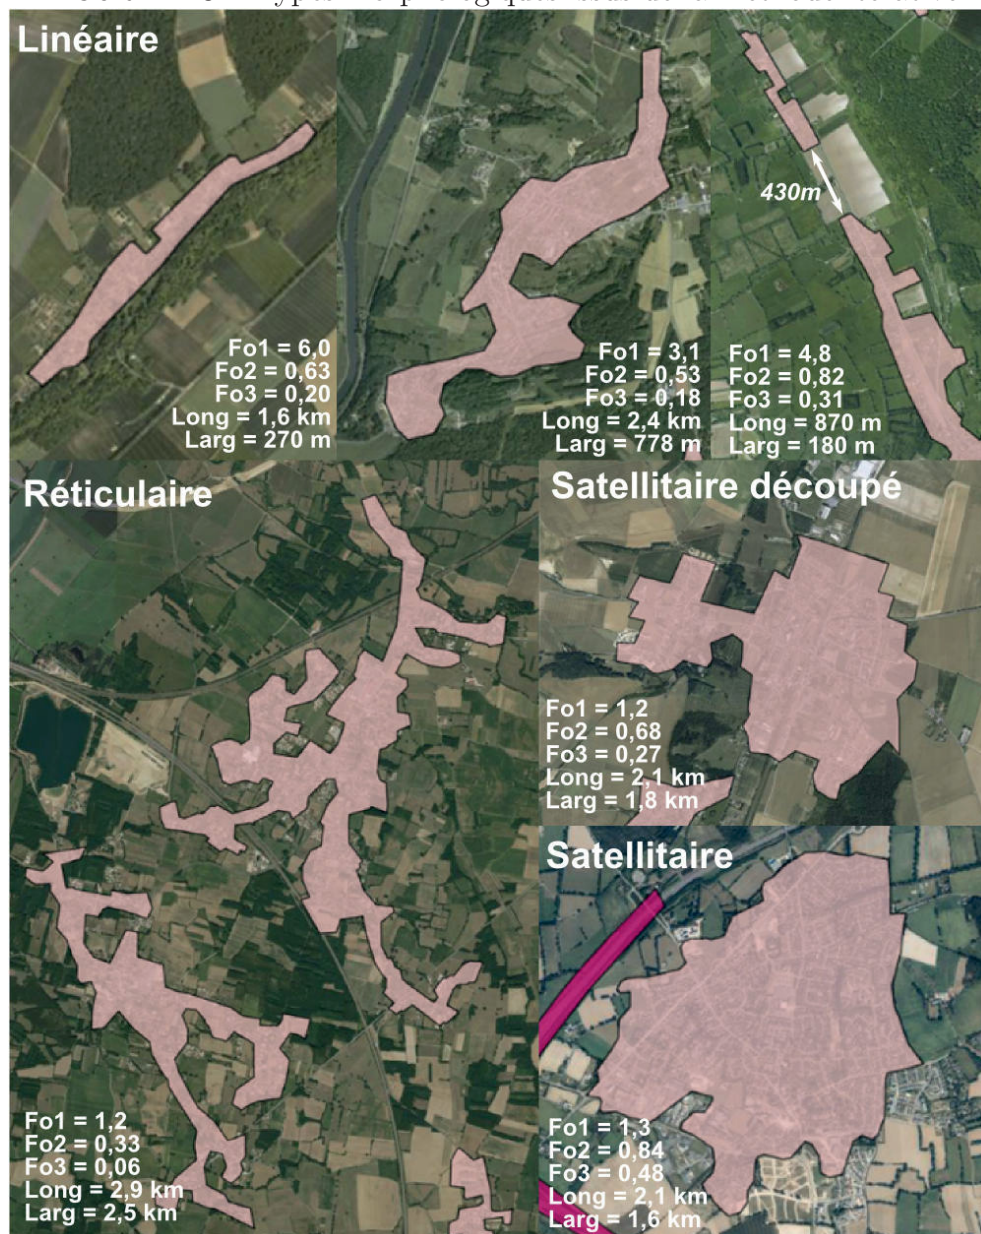 Linéaire
430m
Fo1 = 6,0
Fo2 = 0,63
Fo3 = 0,20
Long = 1,6 km
Larg = 270 m
Fo1 = 3,1
Fo2 = 0,53
Fo3 = 0,18
Long = 2,4 km
Larg = 778 m
Fo1 = 4,8
Fo2 = 0,82
Fo3 = 0,31
Long = 870 m
Larg = 180 m
Réticulaire
Fo1 = 1,2
Fo2 = 0,33
Fo3 = 0,06
Long = 2,9 km
Larg = 2,5 km
Satellitaire découpé
Fo1 = 1,2
Fo2 = 0,68
Fo3 = 0,27
Long = 2,1 km
Larg = 1,8 km
Satellitaire
Fo1 = 1,3
Fo2 = 0,84
Fo3 = 0,48
Long = 2,1 km
Larg = 1,6 km